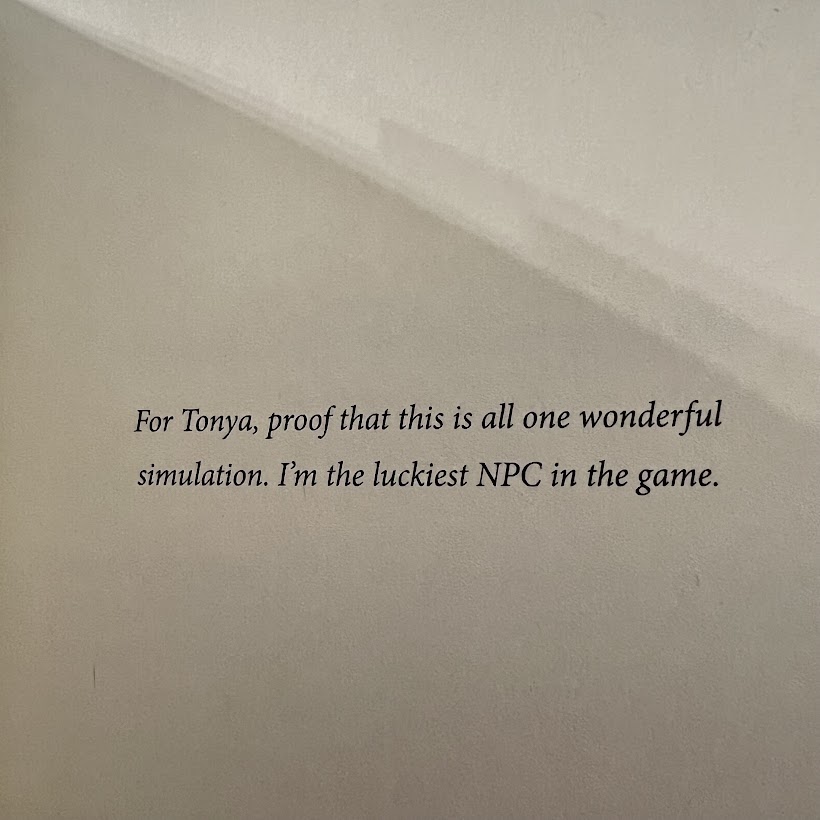 For Tonya, proof that this is all one wonderful
simulation. I’m the luckiest NPC in the game.